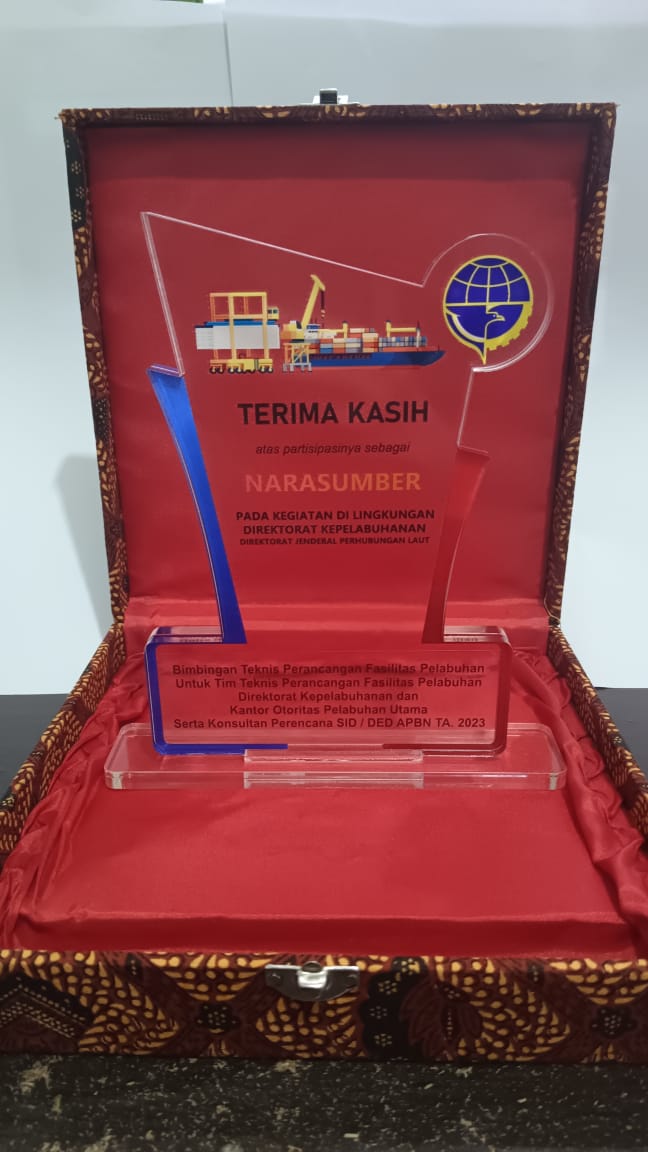 TERIMA KASIH
atas partisipasinya sebagai
NARASUMBER
PADA KEGIATAN DI LINGKUNGAN
DIREKTORAT KEPELABUHANAN
DIREKTORAT JENDERAL PERHUBUNGAN LAUT
Bimbingan Teknis Perancangan Fasilitas Pelabuhan
Untuk Tim Teknis Perancangan Fasilitas Pelabuhan
Direktorat Kepelabuhanan dan
Kantor Otoritas Pelabuhan Utama
Serta Konsultan Perencana SID / DED APBN TA. 2023